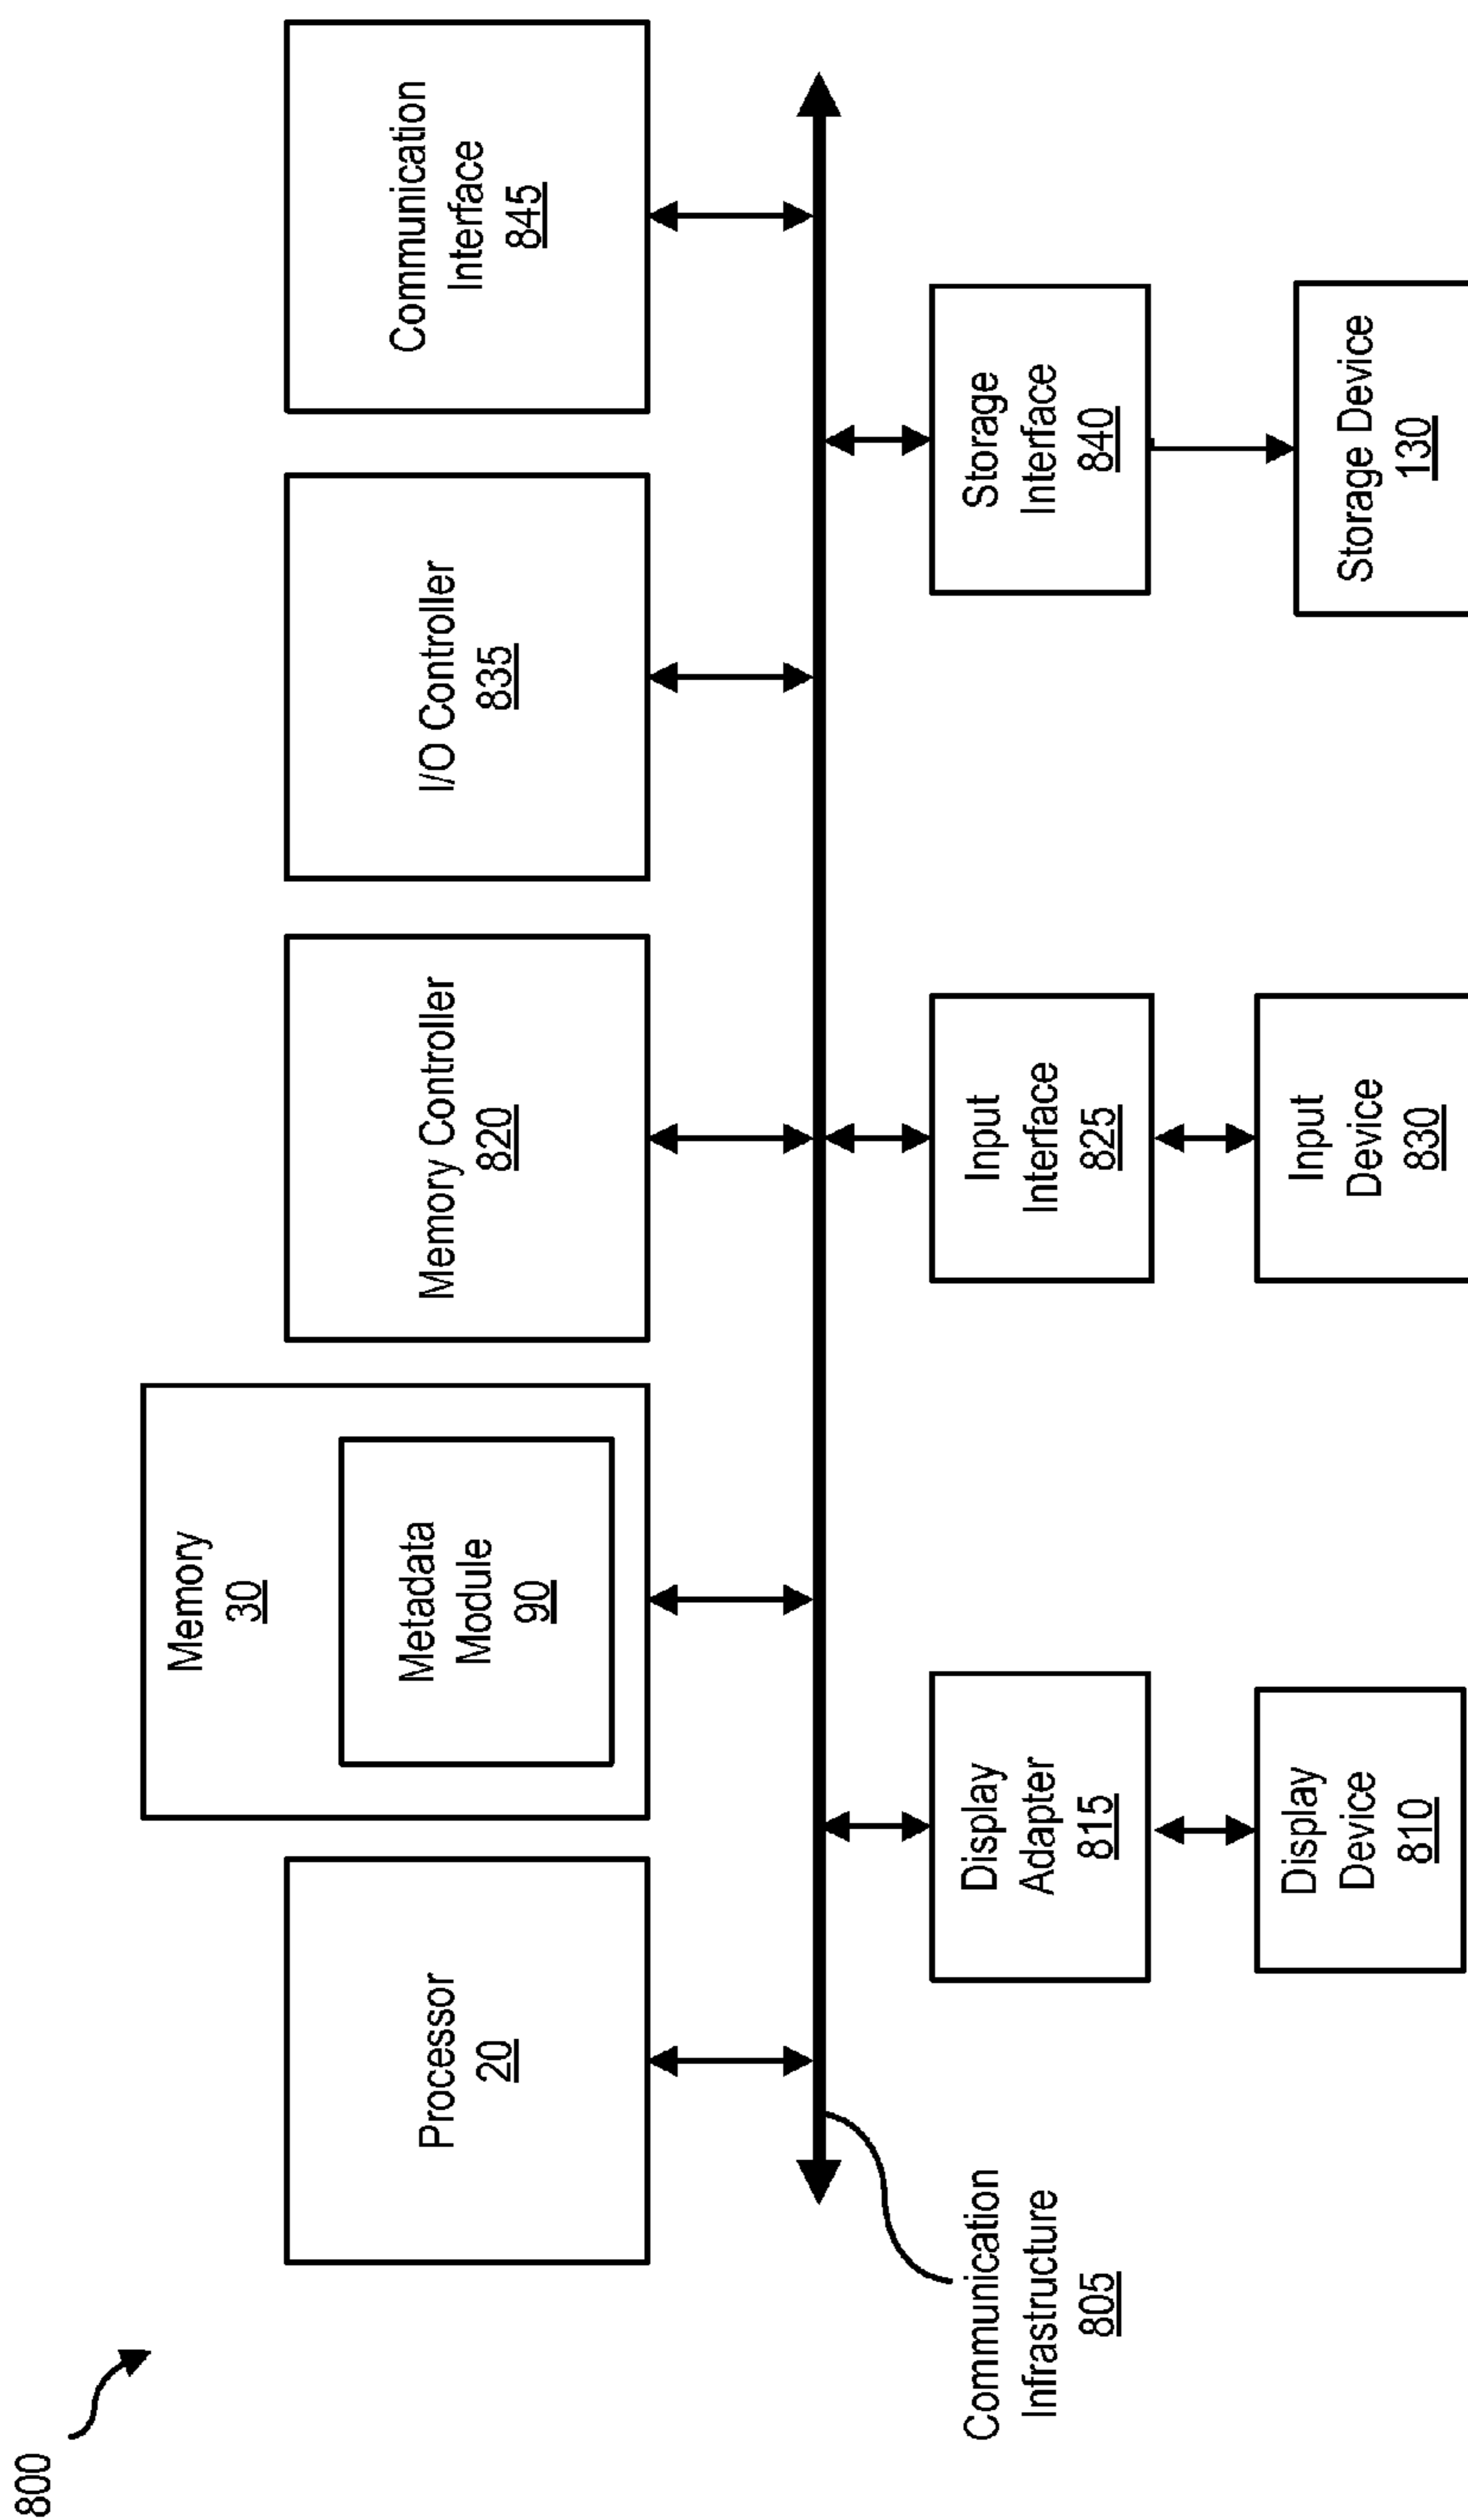 800
Processor
20
Memory
30
Metadata
Module
90
Memory Controller
820
I/O Controller
835
Communication
Interface
845
Communication
Infrastructure
805
Display
Adapter
815
Input
Interface
825
Storage
Interface
840
Display
Device
810
Input
Device
830
Storage Device
130